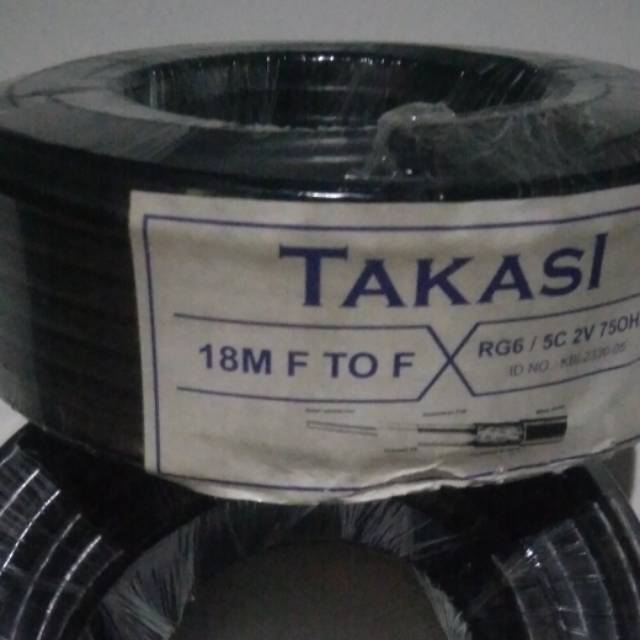 TAKASI
18M F TO F
RG6 / 5C 2V 75OH
ID NO.: